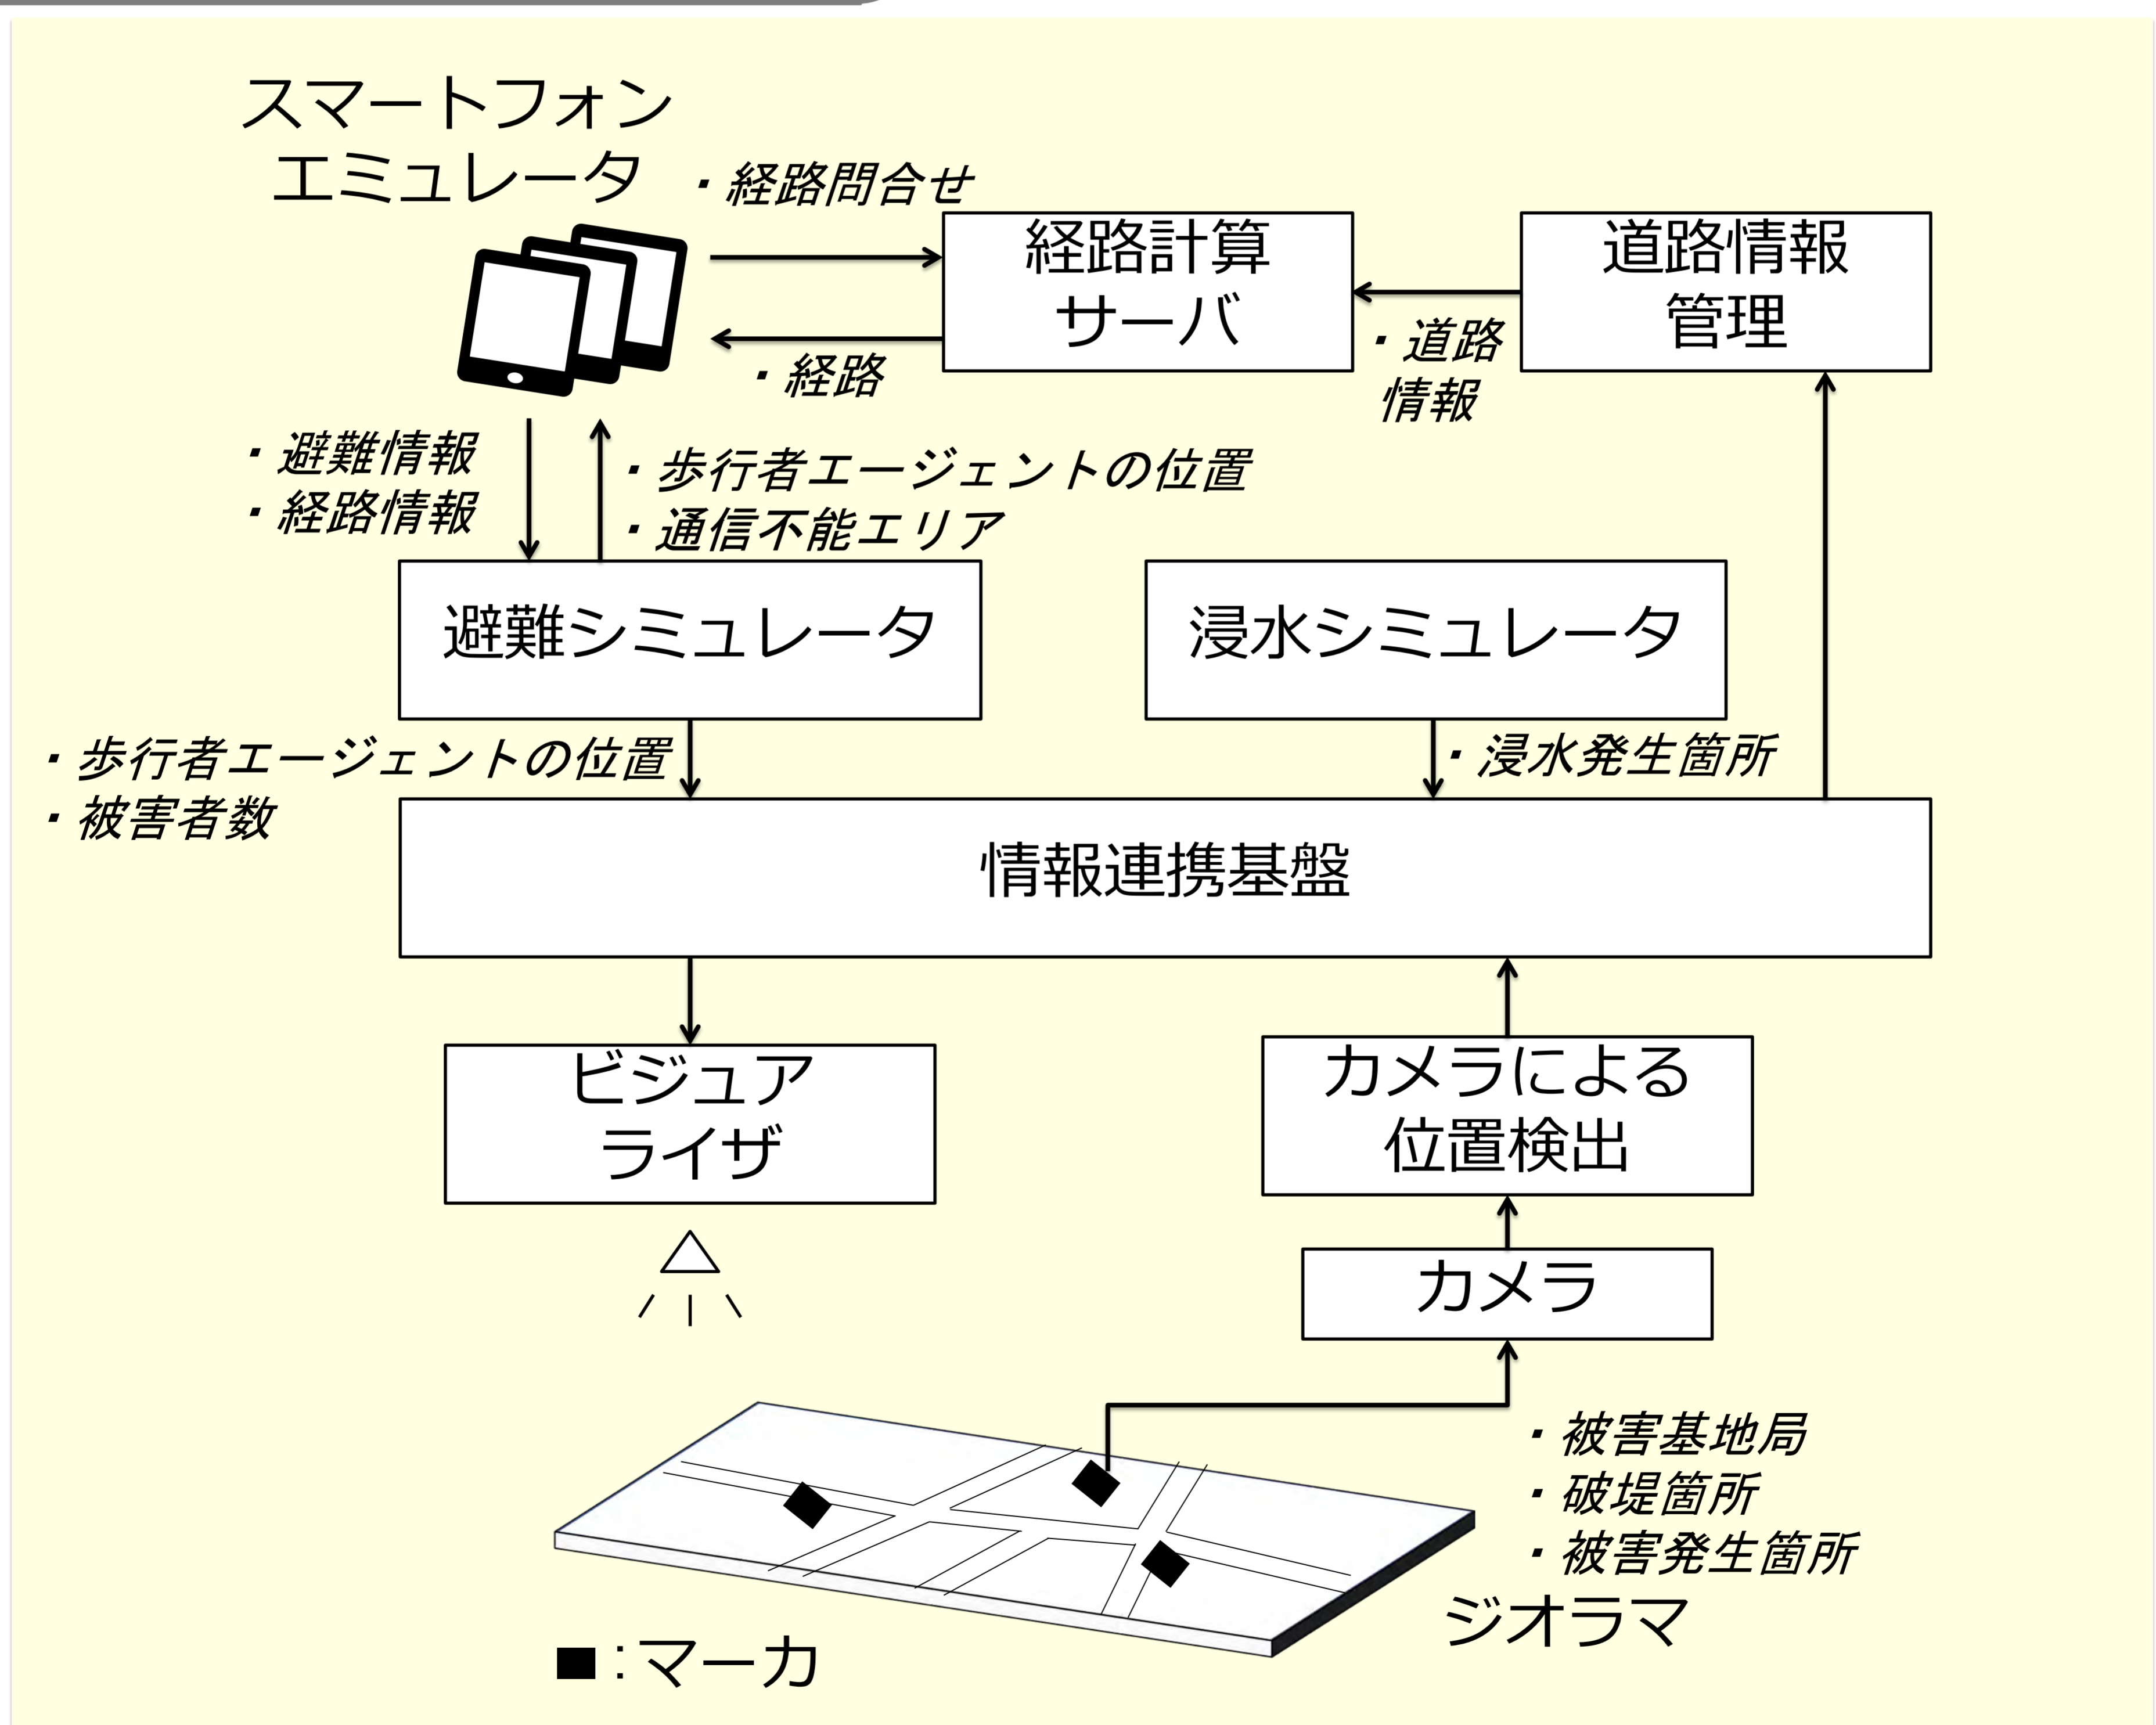 スマートフォン
エミュレータ
・経路問合せ
経路計算
サーバ
道路情報
管理
・道路
情報
・経路
・避難情報
・経路情報
・歩行者エージェントの位置
・通信不能エリア
避難シミュレータ
浸水シミュレータ
・歩行者エージェントの位置
・被害者数
・浸水発生箇所
情報連携基盤
ビジュア
ライザ
カメラによる
位置検出
カメラ
・被害基地局
・破堤箇所
・被害発生箇所
ジオラマ
■：マーカ